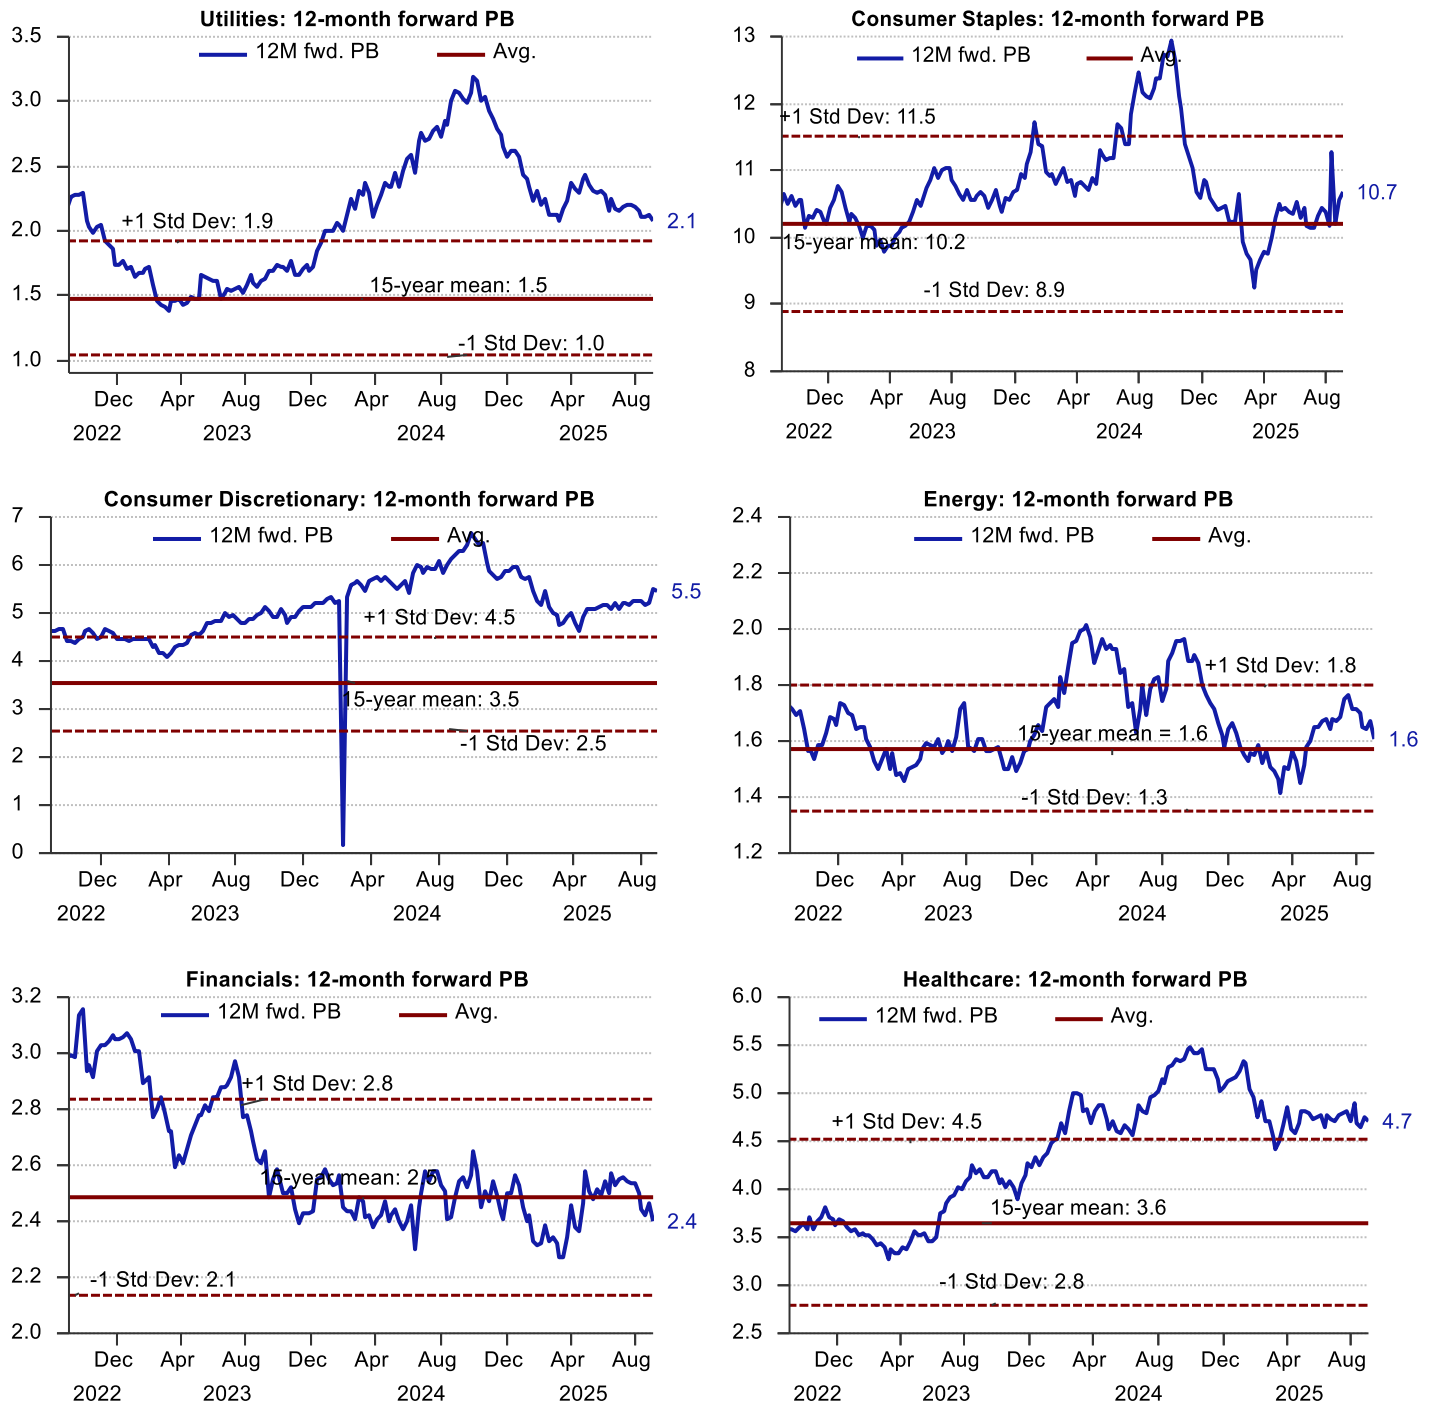 Utilities: 12-month forward PB
12M fwd. PB
Avg.
3.5
3.0
2.5
2.0
1.5
1.0
+1 Std Dev: 1.9
15-year mean: 1.5
-1 Std Dev: 1.0
2.1
Dec Apr Aug Dec Apr Aug Dec Apr Aug
2022 2023 2024 2025
Consumer Staples: 12-month forward PB
12M fwd. PB
Avg.
13
12
11
10
9
8
+1 Std Dev: 11.5
15-year mean: 10.2
-1 Std Dev: 8.9
10.7
Dec Apr Aug Dec Apr Aug Dec Apr Aug
2022 2023 2024 2025
Consumer Discretionary: 12-month forward PB
12M fwd. PB
Avg.
7
6
5
4
3
2
1
0
+1 Std Dev: 4.5
15-year mean: 3.5
-1 Std Dev: 2.5
5.5
Dec Apr Aug Dec Apr Aug Dec Apr Aug
2022 2023 2024 2025
Energy: 12-month forward PB
12M fwd. PB
Avg.
2.4
2.2
2.0
1.8
1.6
1.4
1.2
+1 Std Dev: 1.8
15-year mean = 1.6
-1 Std Dev: 1.3
1.6
Dec Apr Aug Dec Apr Aug Dec Apr Aug
2022 2023 2024 2025
Financials: 12-month forward PB
12M fwd. PB
Avg.
3.2
3.0
2.8
2.6
2.4
2.2
2.0
+1 Std Dev: 2.8
15-year mean: 2.5
-1 Std Dev: 2.1
2.4
Dec Apr Aug Dec Apr Aug Dec Apr Aug
2022 2023 2024 2025
Healthcare: 12-month forward PB
12M fwd. PB
Avg.
6.0
5.5
5.0
4.5
4.0
3.5
3.0
2.5
+1 Std Dev: 4.5
15-year mean: 3.6
-1 Std Dev: 2.8
4.7
Dec Apr Aug Dec Apr Aug Dec Apr Aug
2022 2023 2024 2025